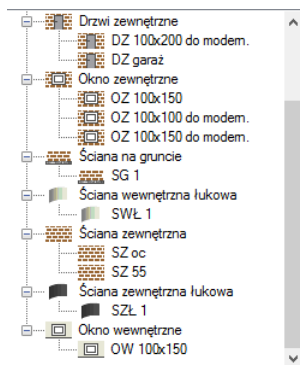 Drzwi zewnętrzne
DZ 100x200 do modern.
DZ garaż
Okno zewnętrzne
OZ 100x150
OZ 100x100 do modern.
OZ 100x150 do modern.
Ściana na gruncie
SG 1
Ściana wewnętrzna łukowa
SWŁ 1
Ściana zewnętrzna
SZ oc
SZ 55
Ściana zewnętrzna łukowa
SZŁ 1
Okno wewnętrzne
OW 100x150